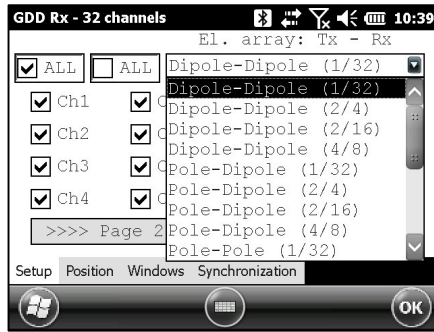 GDD Rx - 32 channels 10:39
El. array: Tx - Rx
ALL ALL Dipole-Dipole (1/32)
Ch1
Ch2
Ch3
Ch4
Dipole-Dipole (1/32)
Dipole-Dipole (2/4)
Dipole-Dipole (2/16)
Dipole-Dipole (4/8)
Pole-Dipole (1/32)
Pole-Dipole (2/4)
Pole-Dipole (2/16)
Pole-Dipole (4/8)
Pole-Pole (1/32)
>>>> Page 2
Setup Position Windows Synchronization
OK